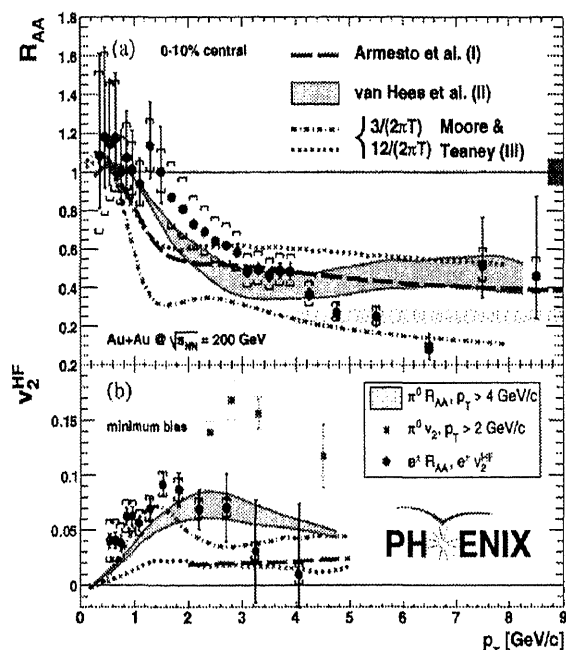 R_AA
1.8
1.6
1.4
1.2
1
0.8
0.6
0.4
0.2
(a)
0-10% central
Armesto et al. (I)
van Hees et al. (II)
3/(2πT) Moore &
12/(2πT) Teaney (III)
Au+Au @ √s_NN = 200 GeV
v_2^HF
0.2
0.15
0.1
0.05
0
(b)
minimum bias
π⁰ R_AA, p_T > 4 GeV/c
π⁰ v_2, p_T > 2 GeV/c
e± R_AA, e± v_2^HF
PHENIX
0 1 2 3 4 5 6 7 8 9
p_T [GeV/c]